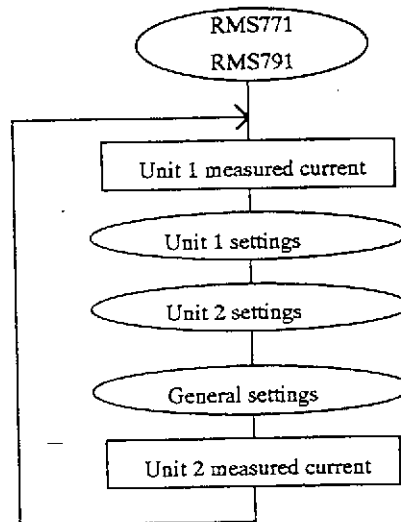 RMS771
RMS791
Unit 1 measured current
Unit 1 settings
Unit 2 settings
General settings
Unit 2 measured current